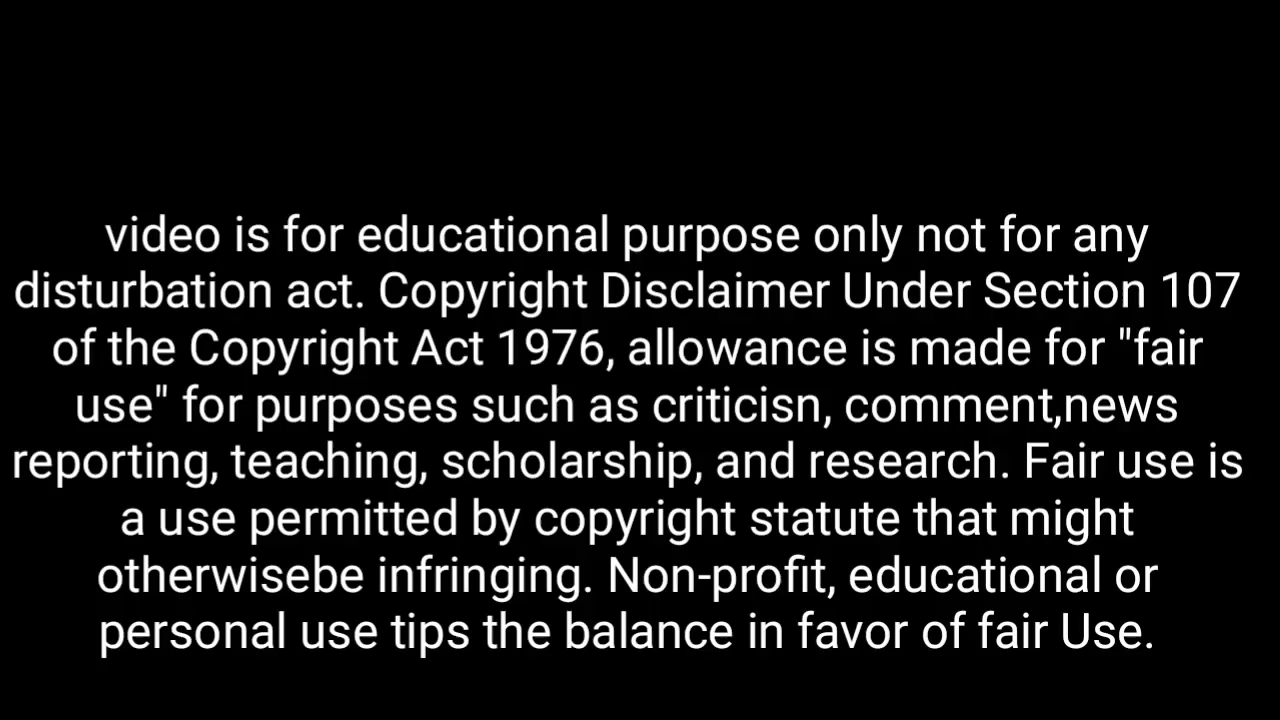 video is for educational purpose only not for any
disturbation act. Copyright Disclaimer Under Section 107
of the Copyright Act 1976, allowance is made for "fair
use" for purposes such as criticisn, comment,news
reporting, teaching, scholarship, and research. Fair use is
a use permitted by copyright statute that might
otherwisebe infringing. Non-profit, educational or
personal use tips the balance in favor of fair Use.